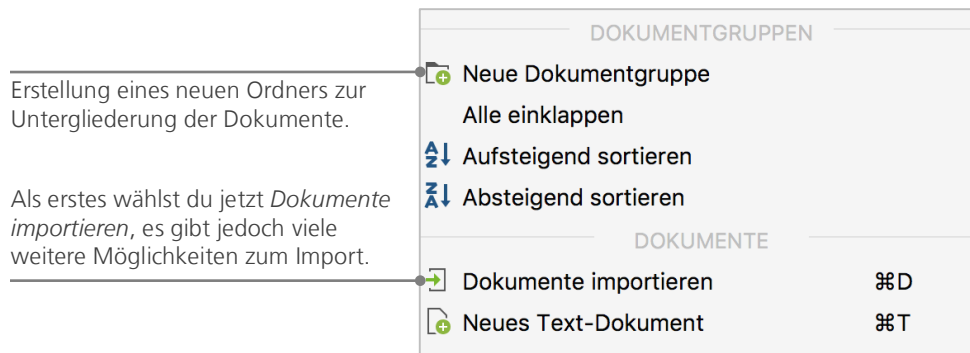 DOKUMENTGRUPPEN
Neue Dokumentgruppe
Erstellung eines neuen Ordners zur
Untergliederung der Dokumente.
Alle einklappen
Aufsteigend sortieren
Absteigend sortieren
Als erstes wählst du jetzt Dokumente
importieren, es gibt jedoch viele
weitere Möglichkeiten zum Import.
DOKUMENTE
Dokumente importieren ⌘D
Neues Text-Dokument ⌘T